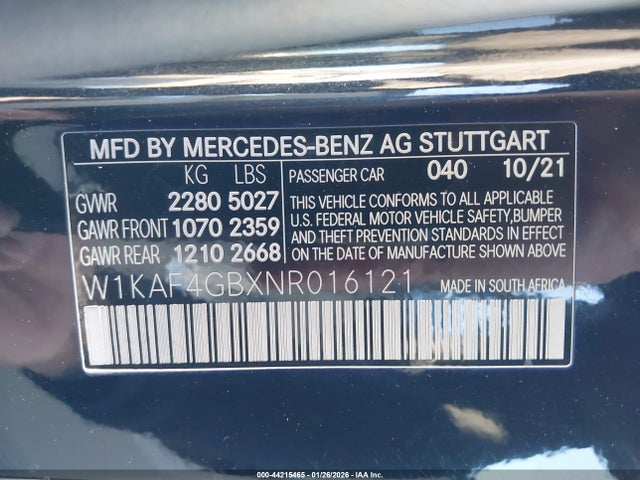 MFD BY MERCEDES-BENZ AG STUTTGART
KG LBS
GVWR 2280 5027
GAWR FRONT 1070 2359
GAWR REAR 1210 2668
PASSENGER CAR 040 10/21
THIS VEHICLE CONFORMS TO ALL APPLICABLE
U.S. FEDERAL MOTOR VEHICLE SAFETY,BUMPER
AND THEFT PREVENTION STANDARDS IN EFFECT
ON THE DATE OF MANUFACTURE SHOWN ABOVE.
W1KAF4GBXNR016121
MADE IN SOUTH AFRICA
000-44215465 01/26/2026 - IAA Inc.